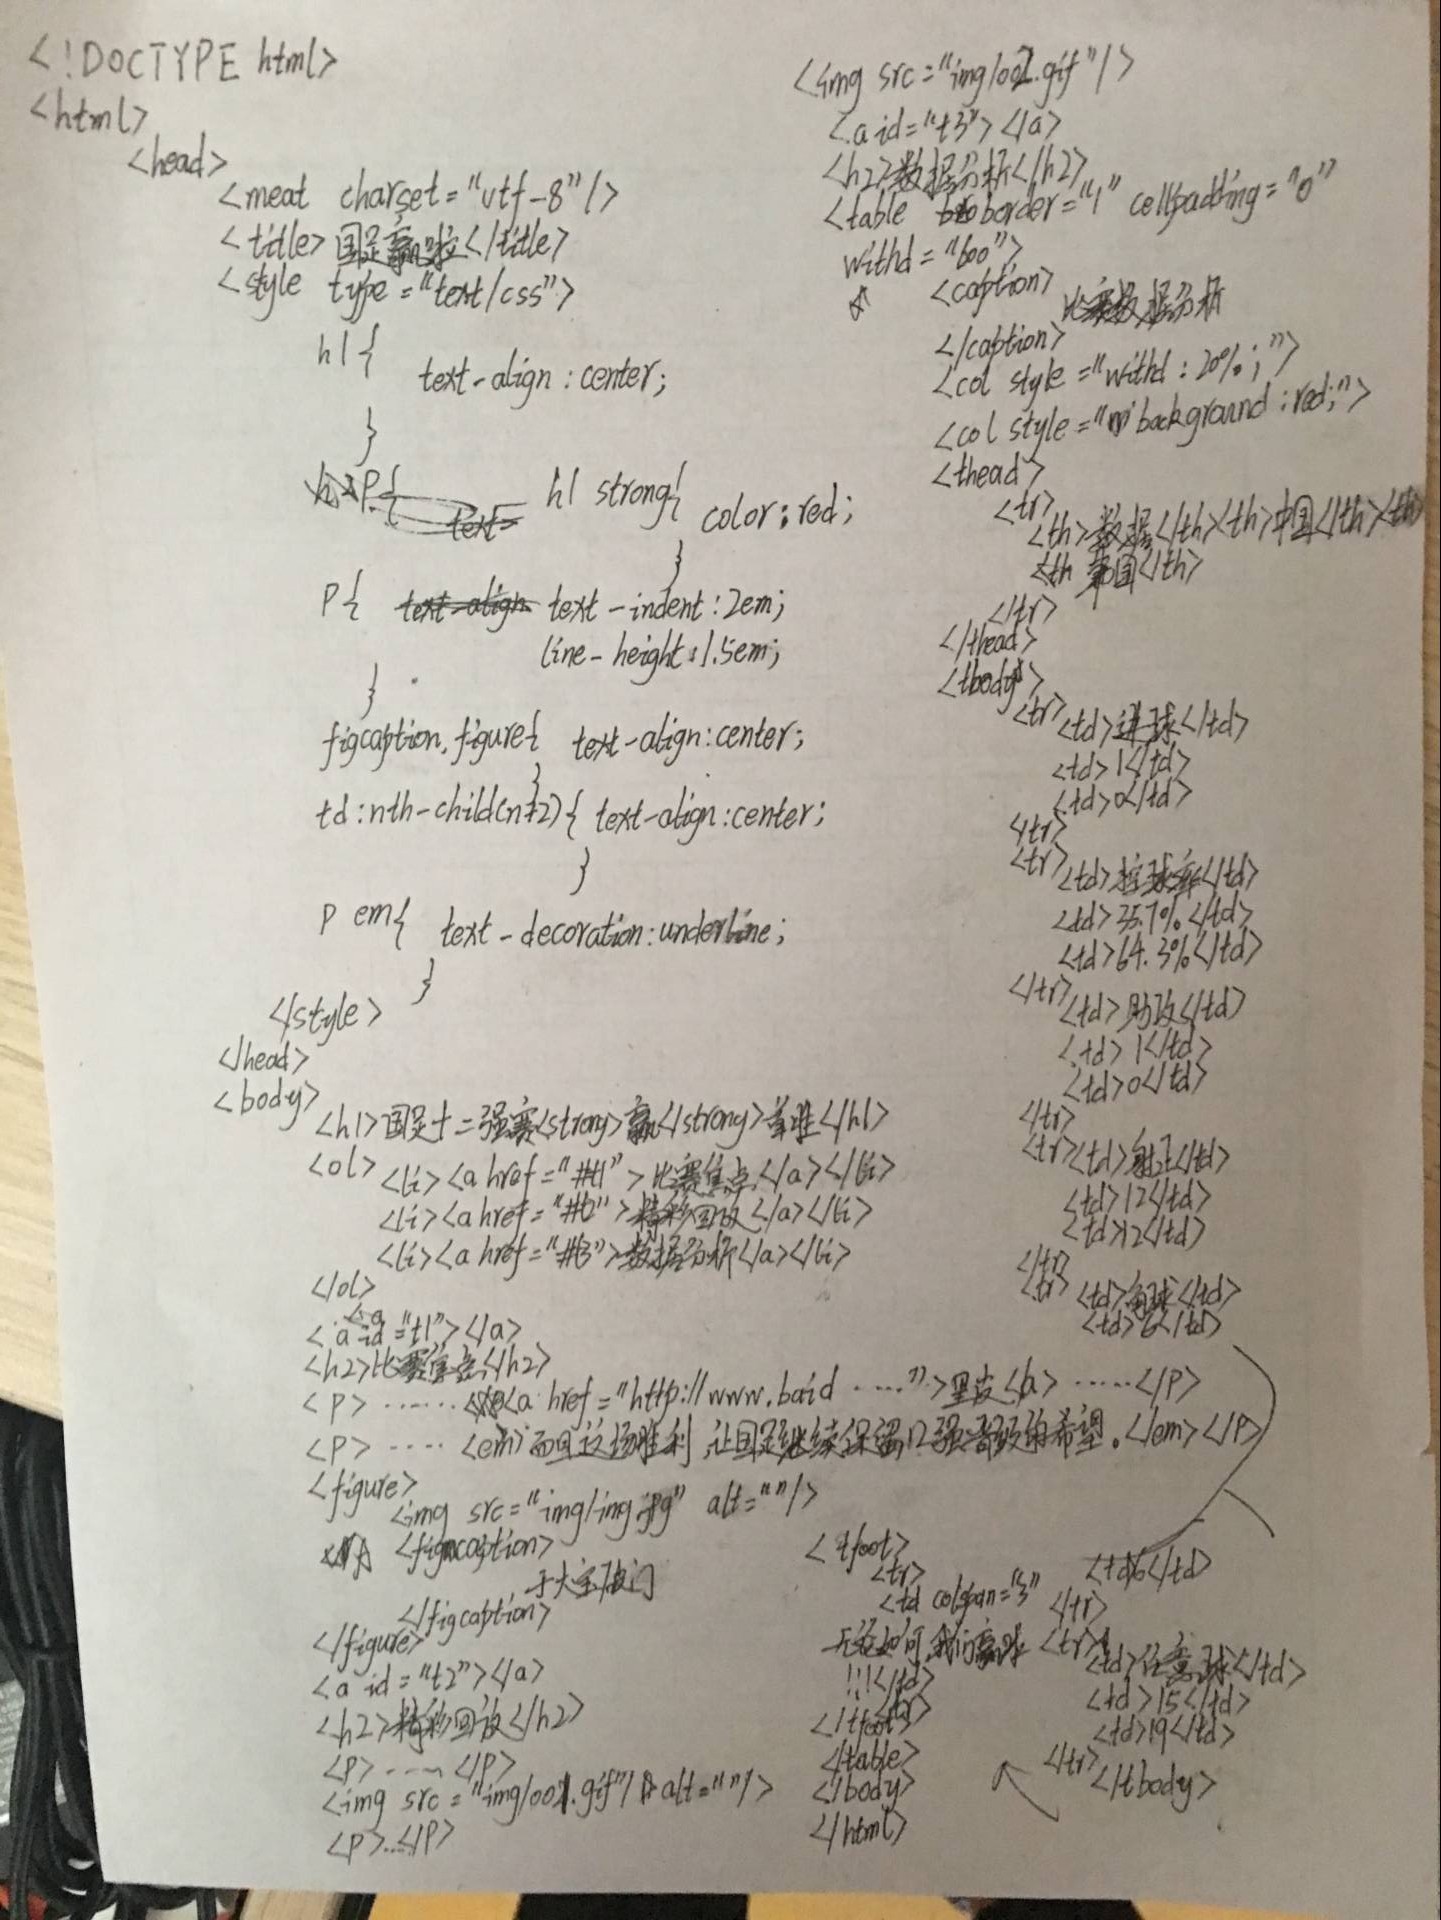 <!DOCTYPE html>
<html>
<head>
<meat charset="utf-8"/>
<title>国足赢啦</title>
<style type="text/css">
h1{
text-align:center;
}
h1 strong{ color:red;
}
P{ text-indent:2em;
line-height:1.5em;
}
figcaption,figure{ text-align:center;
}
td:nth-child(n+2){ text-align:center;
}
P em{ text-decoration:underline;
}
</style>
</head>
<body>
<h1>国足十二强赛<strong>赢</strong>首胜</h1>
<ol> <li><a href="#t1">比赛焦点</a></li>
<li><a href="#t2">精彩回放</a></li>
<li><a href="#t3">数据分析</a></li>
</ol>
<a id="t1"></a>
<h2>比赛焦点</h2>
<P>......<a href="http://www.baid.....">里皮<a>.....</P>
<P>....<em>而回这场胜利,让国足继续保留12强晋级的希望。</em></P>
<figure>
<img src="img/img.jpg" alt=""/>
<figcaption>
于大宝破门
</figcaption>
</figure>
<a id="t2"></a>
<h2>精彩回放</h2>
<P>......</P>
<img src="img/001.gif" alt=""/>
<P>...</P>
<img src="img/002.gif"/>
<a id="t3"></a>
<h2>数据分析</h2>
<table border="1" cellpadding="0"
withd="600">
<caption>
比赛数据分析
</caption>
<col style="withd:20%;">
<col style="background:red;">
<thead>
<tr>
<th>数据</th><th>中国</th><th>
<th 韩国</th>
</tr>
</thead>
<tbody>
<tr><td>进球</td>
<td>1</td>
<td>0</td>
</tr>
<tr>
<td>控球率</td>
<td>35.7%</td>
<td>64.3%</td>
</tr>
<td>助攻</td>
<td>1</td>
<td>0</td>
</tr>
<tr><td>射正</td>
<td>12</td>
<td>12</td>
</tr>
<tr> <td>角球</td>
<td>6</td>
<td>6</td>
</tr>
<tr>
<td>任意球</td>
<td>15</td>
<td>19</td>
</tr>
</tbody>
<tfoot>
<tr>
<td colspan="3"
无论如何,我们赢球
!!!</td>
</tr>
</tfoot>
</table>
</body>
</html>